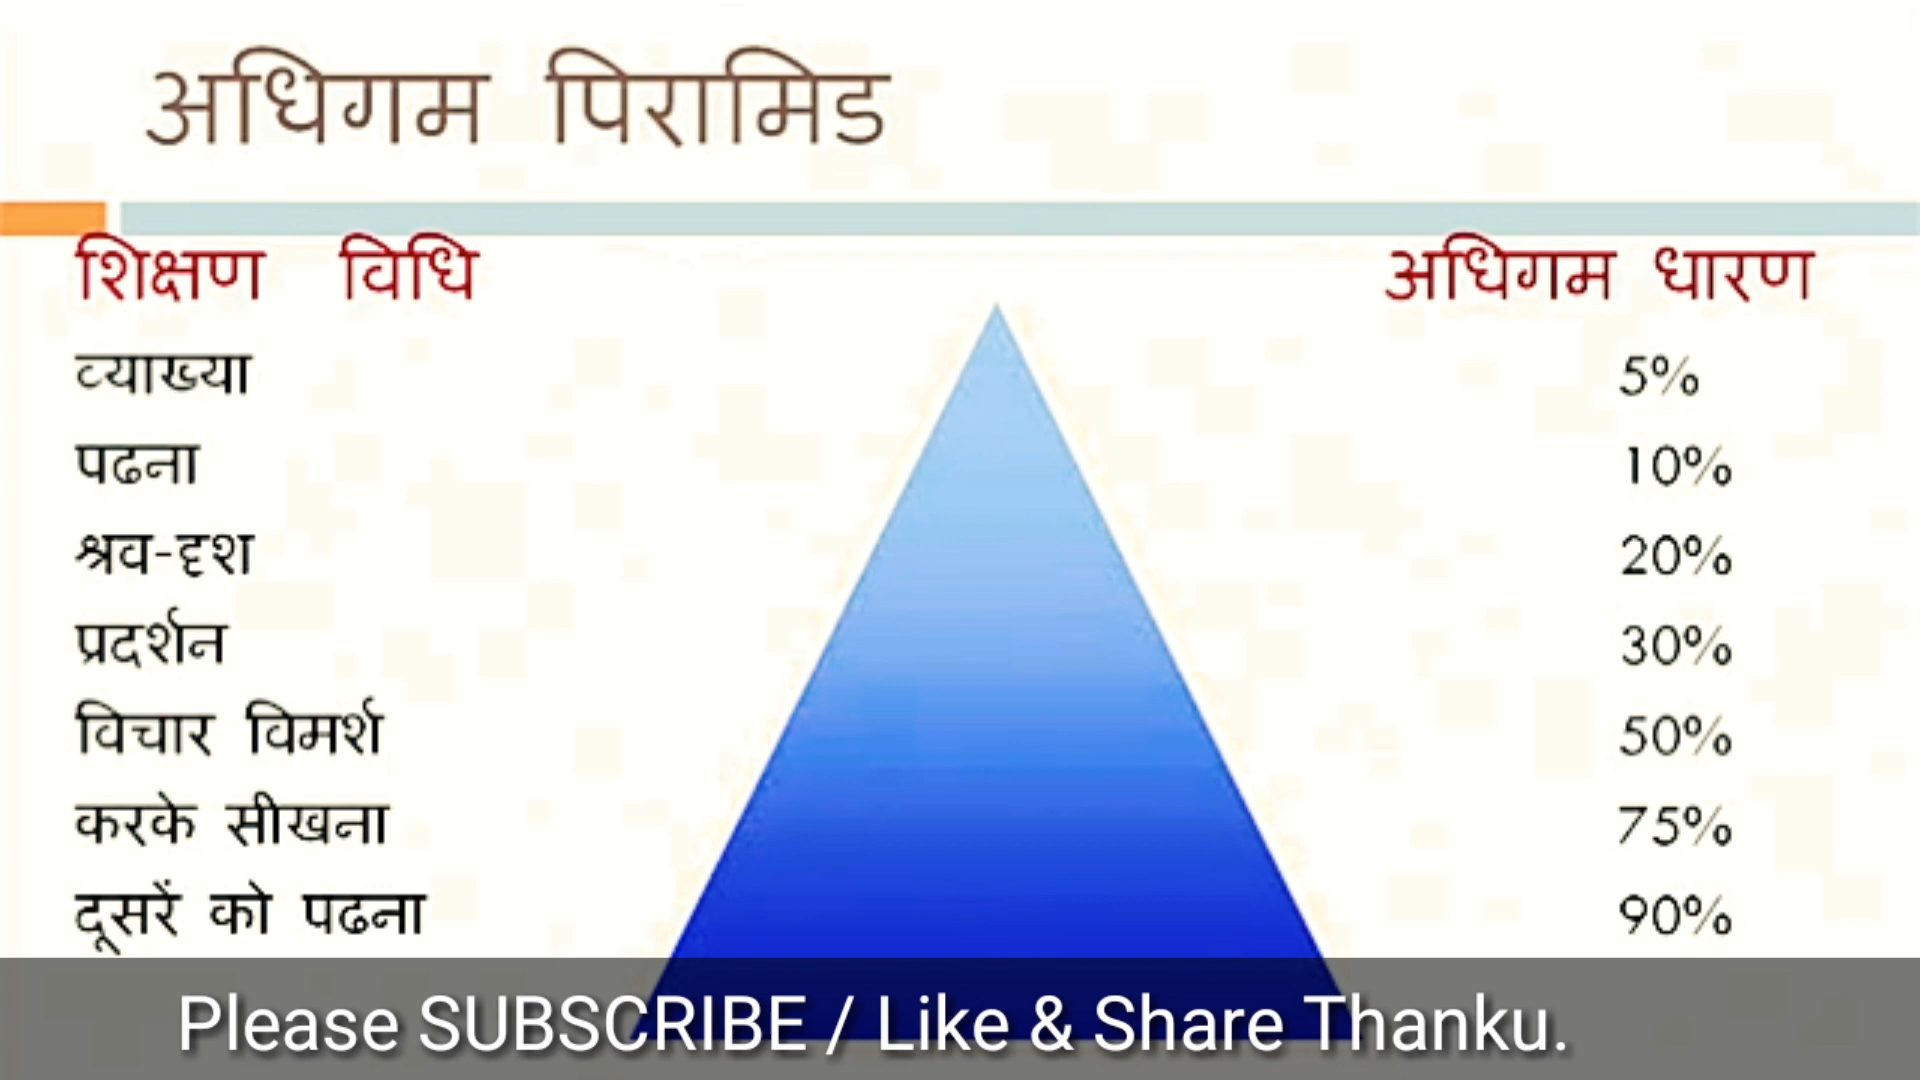 अधिगम पिरामिड
शिक्षण विधि अधिगम धारण
व्याख्या 5%
पढना 10%
श्रव-दृश 20%
प्रदर्शन 30%
विचार विमर्श 50%
करके सीखना 75%
दूसरें को पढना 90%
Please SUBSCRIBE / Like & Share Thanku.